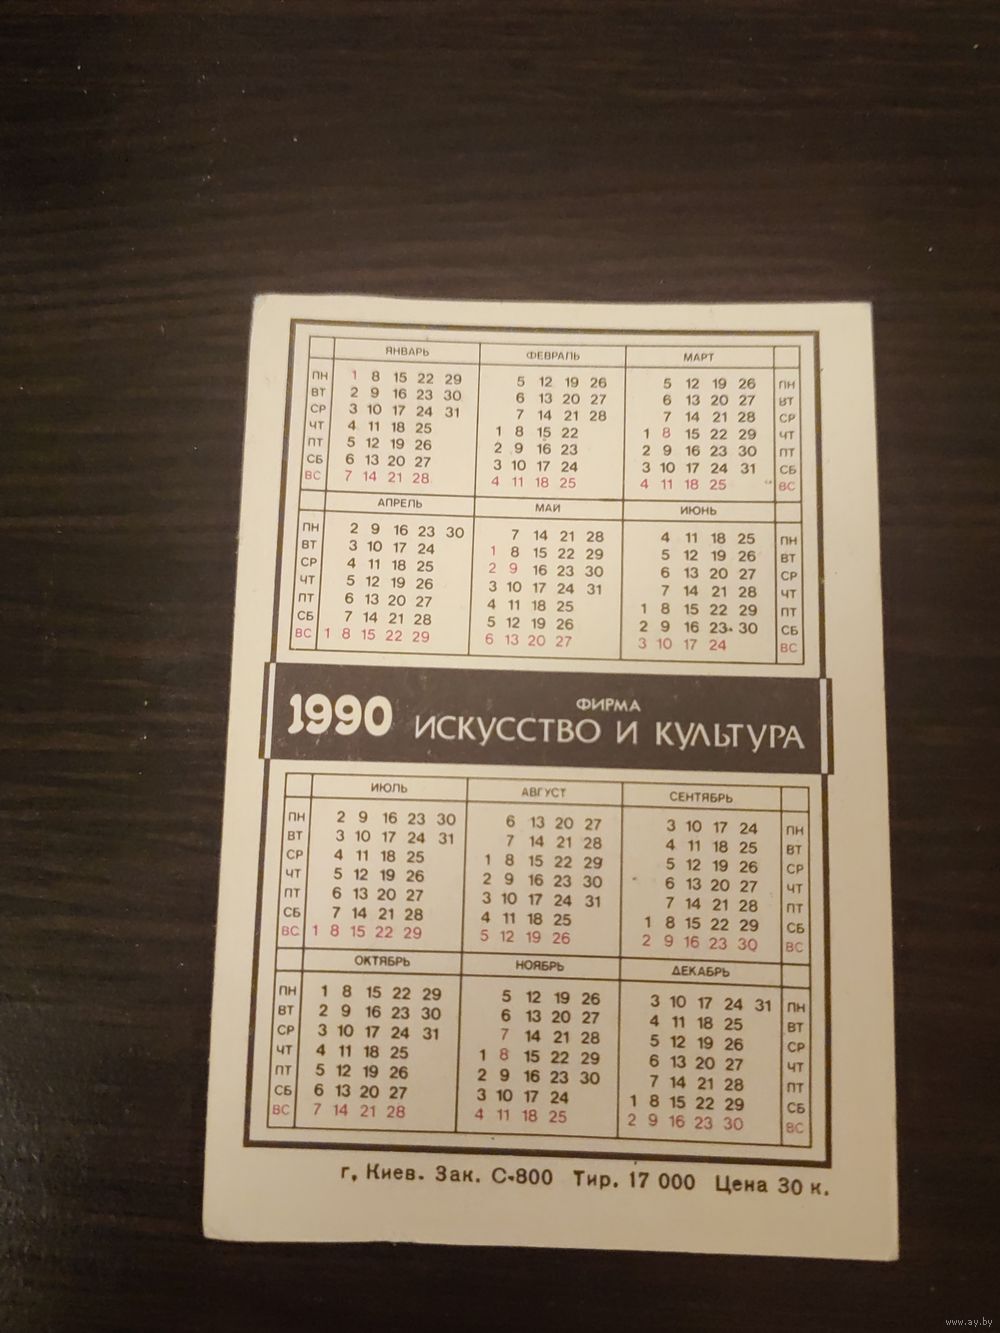 ЯНВАРЬ ФЕВРАЛЬ МАРТ
ПН 1 8 15 22 29 5 12 19 26 5 12 19 26 ПН
ВТ 2 9 16 23 30 6 13 20 27 6 13 20 27 ВТ
СР 3 10 17 24 31 7 14 21 28 7 14 21 28 СР
ЧТ 4 11 18 25 1 8 15 22 1 8 15 22 29 ЧТ
ПТ 5 12 19 26 2 9 16 23 2 9 16 23 30 ПТ
СБ 6 13 20 27 3 10 17 24 3 10 17 24 31 СБ
ВС 7 14 21 28 4 11 18 25 4 11 18 25 ВС
АПРЕЛЬ МАЙ ИЮНЬ
ПН 2 9 16 23 30 7 14 21 28 4 11 18 25 ПН
ВТ 3 10 17 24 1 8 15 22 29 5 12 19 26 ВТ
СР 4 11 18 25 2 9 16 23 30 6 13 20 27 СР
ЧТ 5 12 19 26 3 10 17 24 31 7 14 21 28 ЧТ
ПТ 6 13 20 27 4 11 18 25 1 8 15 22 29 ПТ
СБ 7 14 21 28 5 12 19 26 2 9 16 23 30 СБ
ВС 1 8 15 22 29 6 13 20 27 3 10 17 24 ВС
ФИРМА
1990 ИСКУССТВО И КУЛЬТУРА
ИЮЛЬ АВГУСТ СЕНТЯБРЬ
ПН 2 9 16 23 30 6 13 20 27 3 10 17 24 ПН
ВТ 3 10 17 24 31 7 14 21 28 4 11 18 25 ВТ
СР 4 11 18 25 1 8 15 22 29 5 12 19 26 СР
ЧТ 5 12 19 26 2 9 16 23 30 6 13 20 27 ЧТ
ПТ 6 13 20 27 3 10 17 24 31 7 14 21 28 ПТ
СБ 7 14 21 28 4 11 18 25 1 8 15 22 29 СБ
ВС 1 8 15 22 29 5 12 19 26 2 9 16 23 30 ВС
ОКТЯБРЬ НОЯБРЬ ДЕКАБРЬ
ПН 1 8 15 22 29 5 12 19 26 3 10 17 24 31 ПН
ВТ 2 9 16 23 30 6 13 20 27 4 11 18 25 ВТ
СР 3 10 17 24 31 7 14 21 28 5 12 19 26 СР
ЧТ 4 11 18 25 1 8 15 22 29 6 13 20 27 ЧТ
ПТ 5 12 19 26 2 9 16 23 30 7 14 21 28 ПТ
СБ 6 13 20 27 3 10 17 24 1 8 15 22 29 СБ
ВС 7 14 21 28 4 11 18 25 2 9 16 23 30 ВС
г, Киев. Зак. С-800 Тир. 17 000 Цена 30 к.
www.ay.by